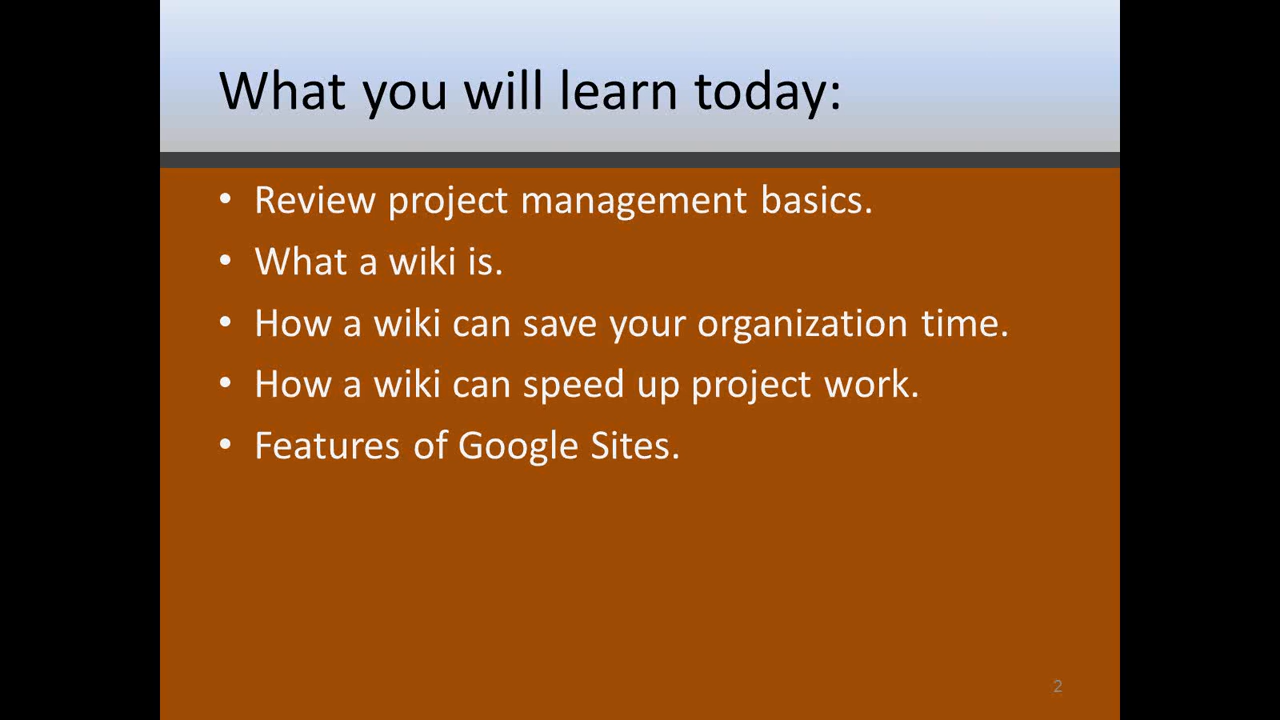 What you will learn today:
• Review project management basics.
• What a wiki is.
• How a wiki can save your organization time.
• How a wiki can speed up project work.
• Features of Google Sites.
2